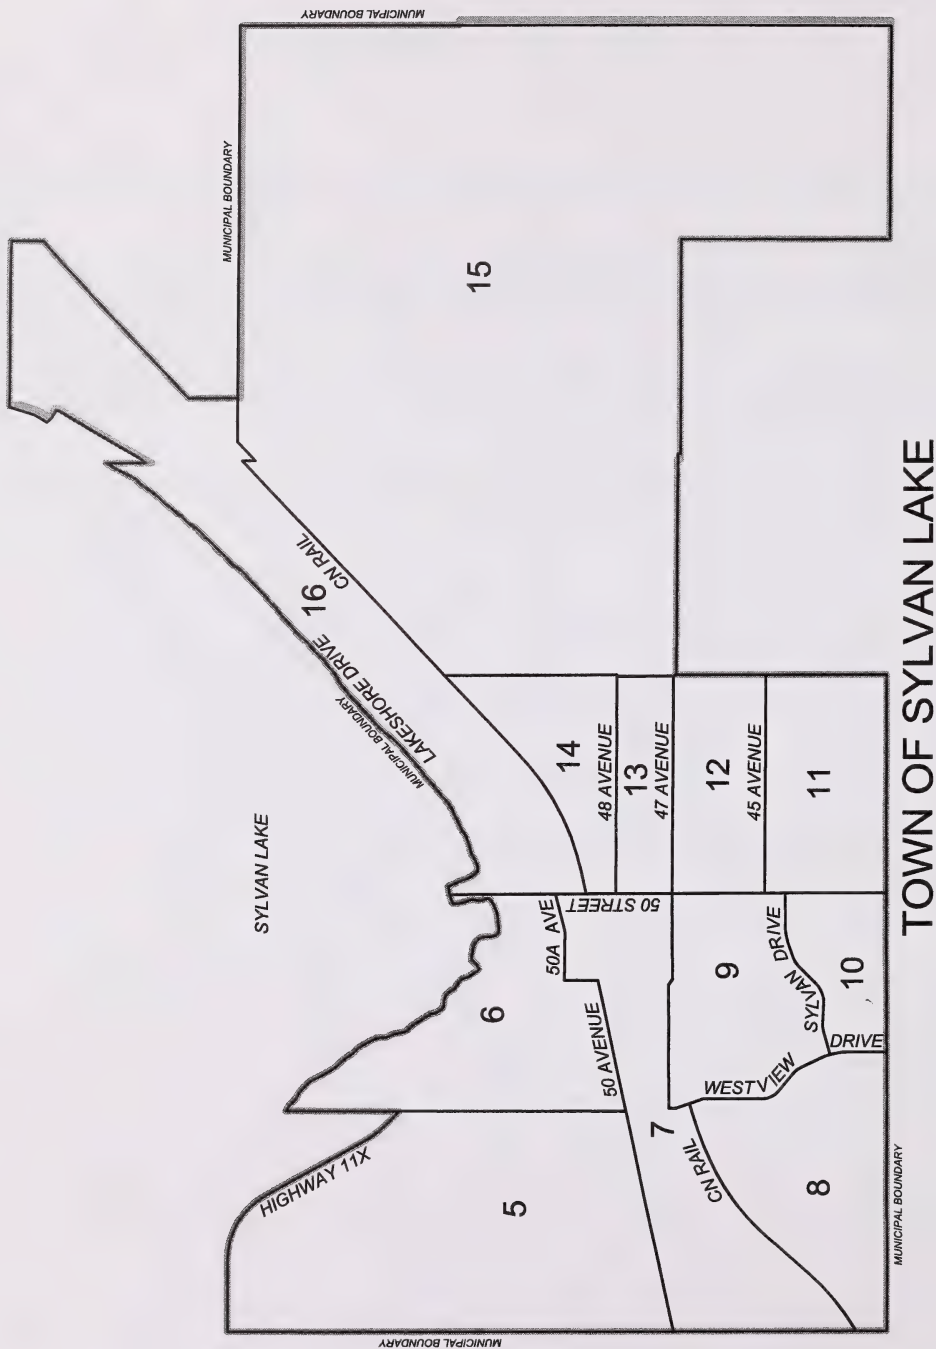 MUNICIPAL BOUNDARY
HIGHWAY 11X
5
6
SYLVAN LAKE
MUNICIPAL BOUNDARY
LAKESHORE DRIVE
16
CN RAIL
MUNICIPAL BOUNDARY
MUNICIPAL BOUNDARY
15
50 AVENUE
50A AVE
50 STREET
14
48 AVENUE
13
47 AVENUE
7
CN RAIL
8
WESTVIEW
DRIVE
9
SYLVAN
DRIVE
10
12
45 AVENUE
11
MUNICIPAL BOUNDARY
TOWN OF SYLVAN LAKE